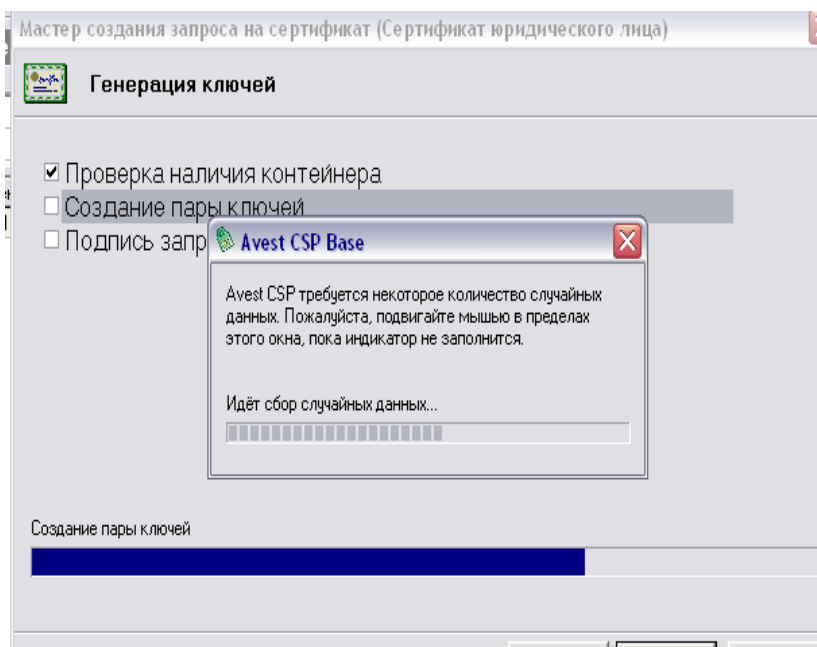 Мастер создания запроса на сертификат (Сертификат юридического лица)
Генерация ключей
Проверка наличия контейнера
Создание пары ключей
Подпись запр
Avest CSP Base
Avest CSP требуется некоторое количество случайных
данных. Пожалуйста, подвигайте мышью в пределах
этого окна, пока индикатор не заполнится.
Идёт сбор случайных данных...
Создание пары ключей